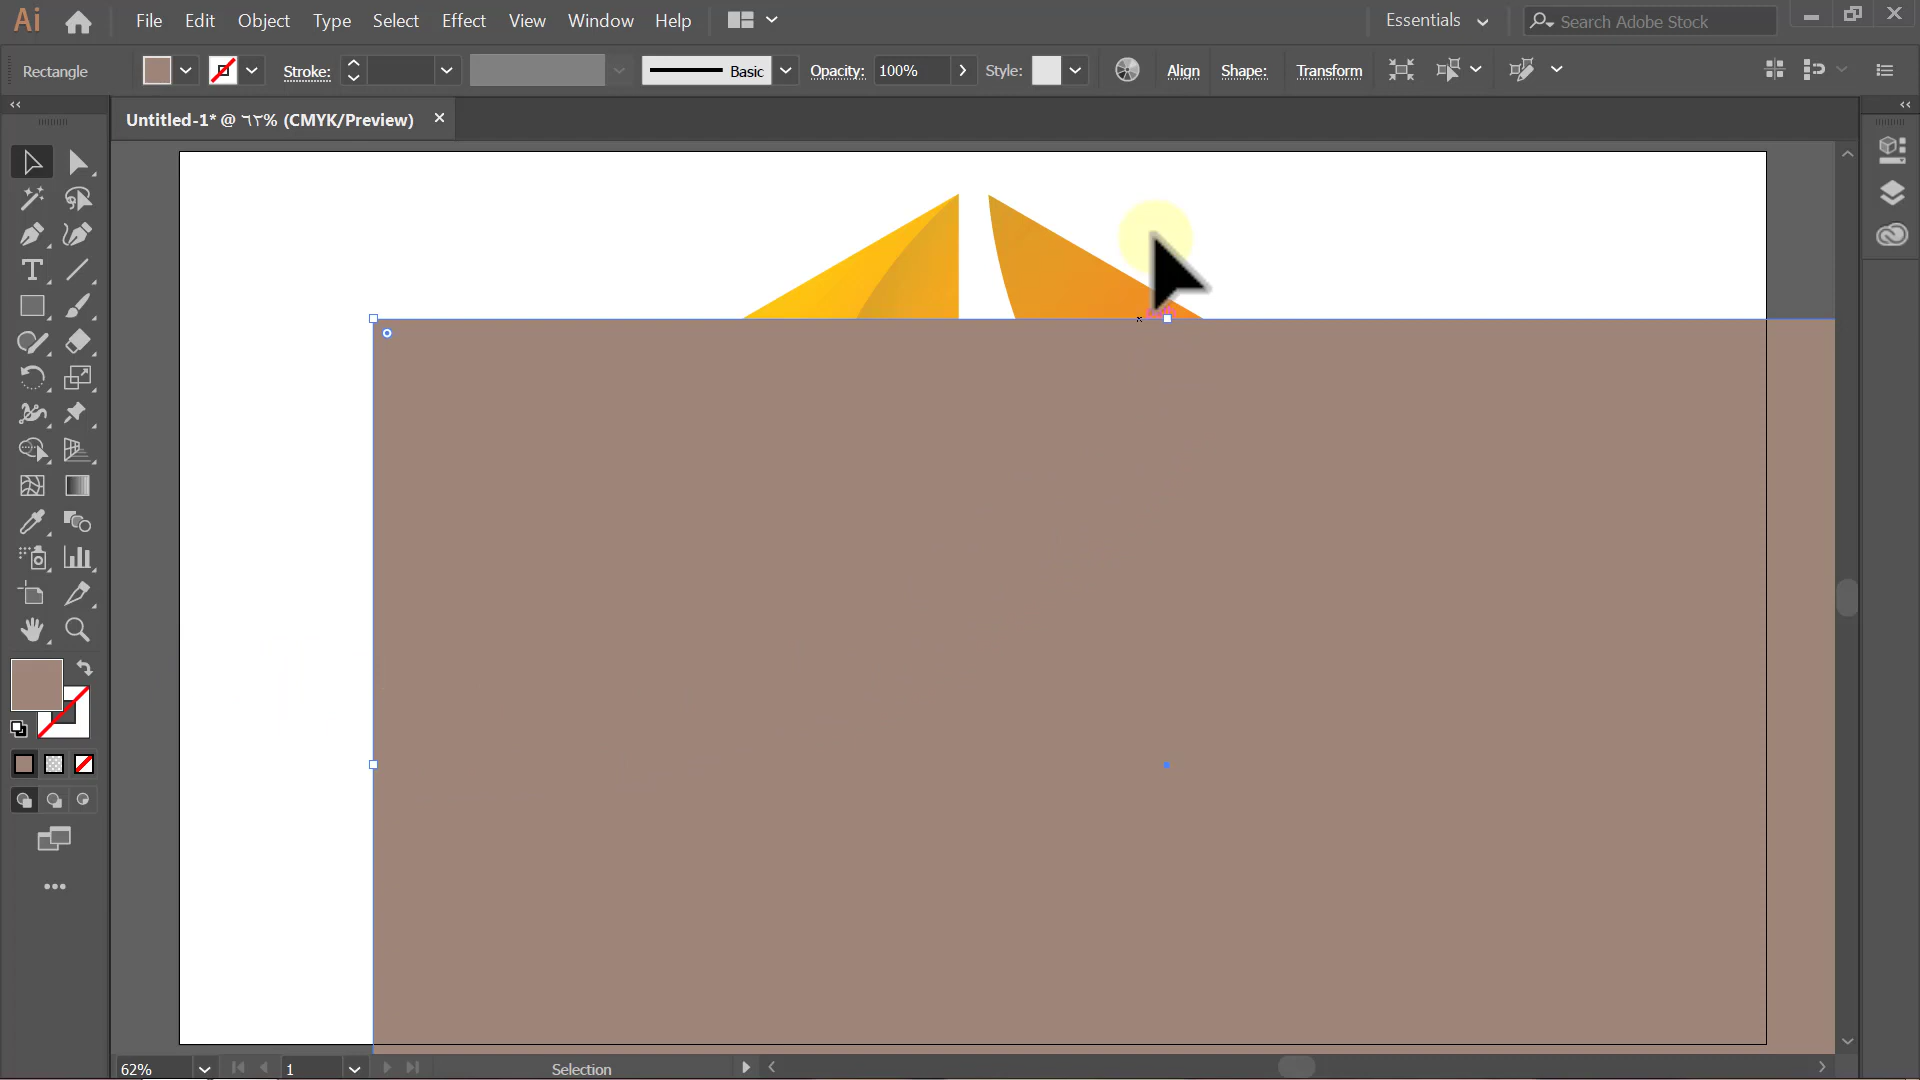 Ai File Edit Object Type Select Effect View Window Help Essentials Search Adobe Stock
Rectangle Stroke: Basic Opacity: 100% Style: Align Shape: Transform
Untitled-1* @ ٦٢% (CMYK/Preview)
62% 1 Selection